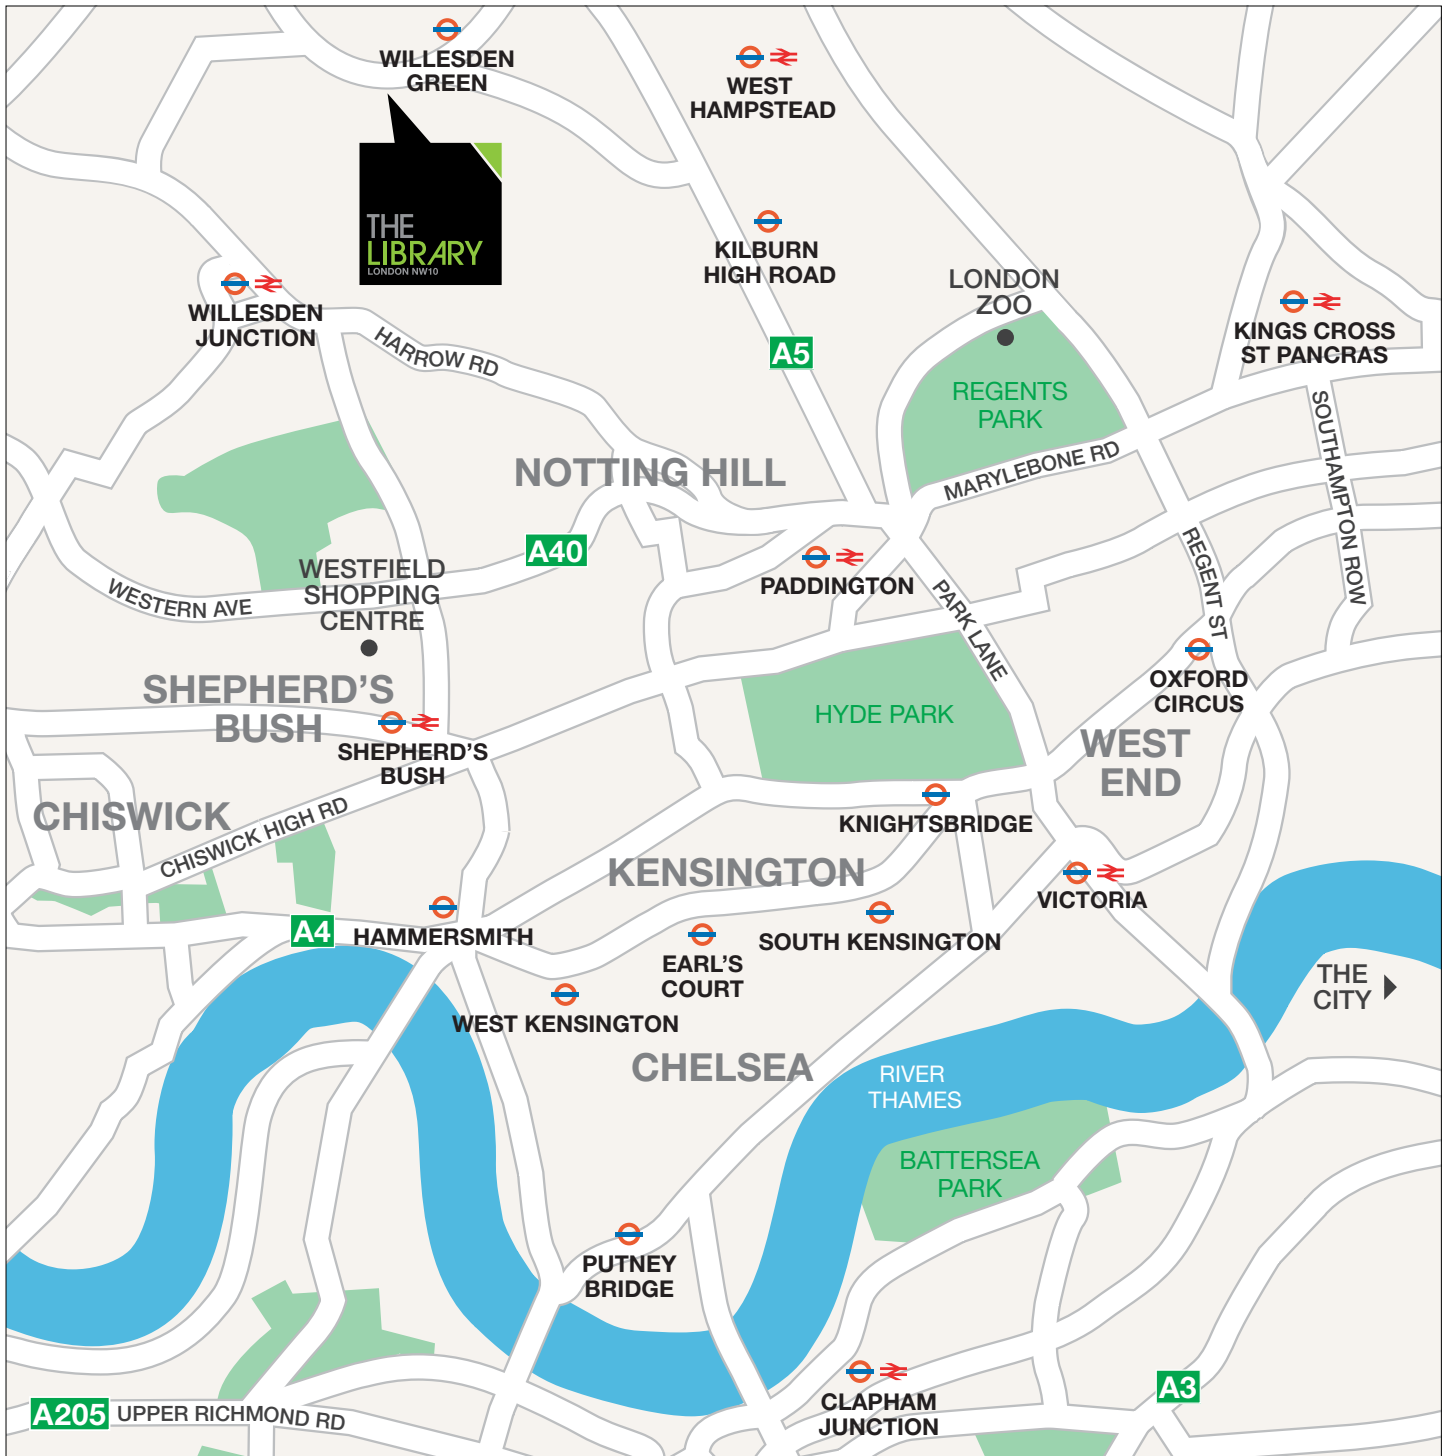 WILLESDEN
GREEN
WEST
HAMPSTEAD
THE
LIBRARY
LONDON NW10
KILBURN
HIGH ROAD
LONDON
ZOO
WILLESDEN
JUNCTION
KINGS CROSS
ST PANCRAS
HARROW RD
A5
REGENTS
PARK
SOUTHAMPTON ROW
MARYLEBONE RD
NOTTING HILL
A40
PADDINGTON
REGENT ST
WESTFIELD
SHOPPING
CENTRE
WESTERN AVE
PARK LANE
OXFORD
CIRCUS
SHEPHERD'S
BUSH
HYDE PARK
SHEPHERD'S
BUSH
WEST
END
CHISWICK
CHISWICK HIGH RD
KNIGHTSBRIDGE
KENSINGTON
VICTORIA
A4
HAMMERSMITH
SOUTH KENSINGTON
EARL'S
COURT
THE
CITY
WEST KENSINGTON
CHELSEA
RIVER
THAMES
BATTERSEA
PARK
PUTNEY
BRIDGE
CLAPHAM
JUNCTION
A3
A205
UPPER RICHMOND RD